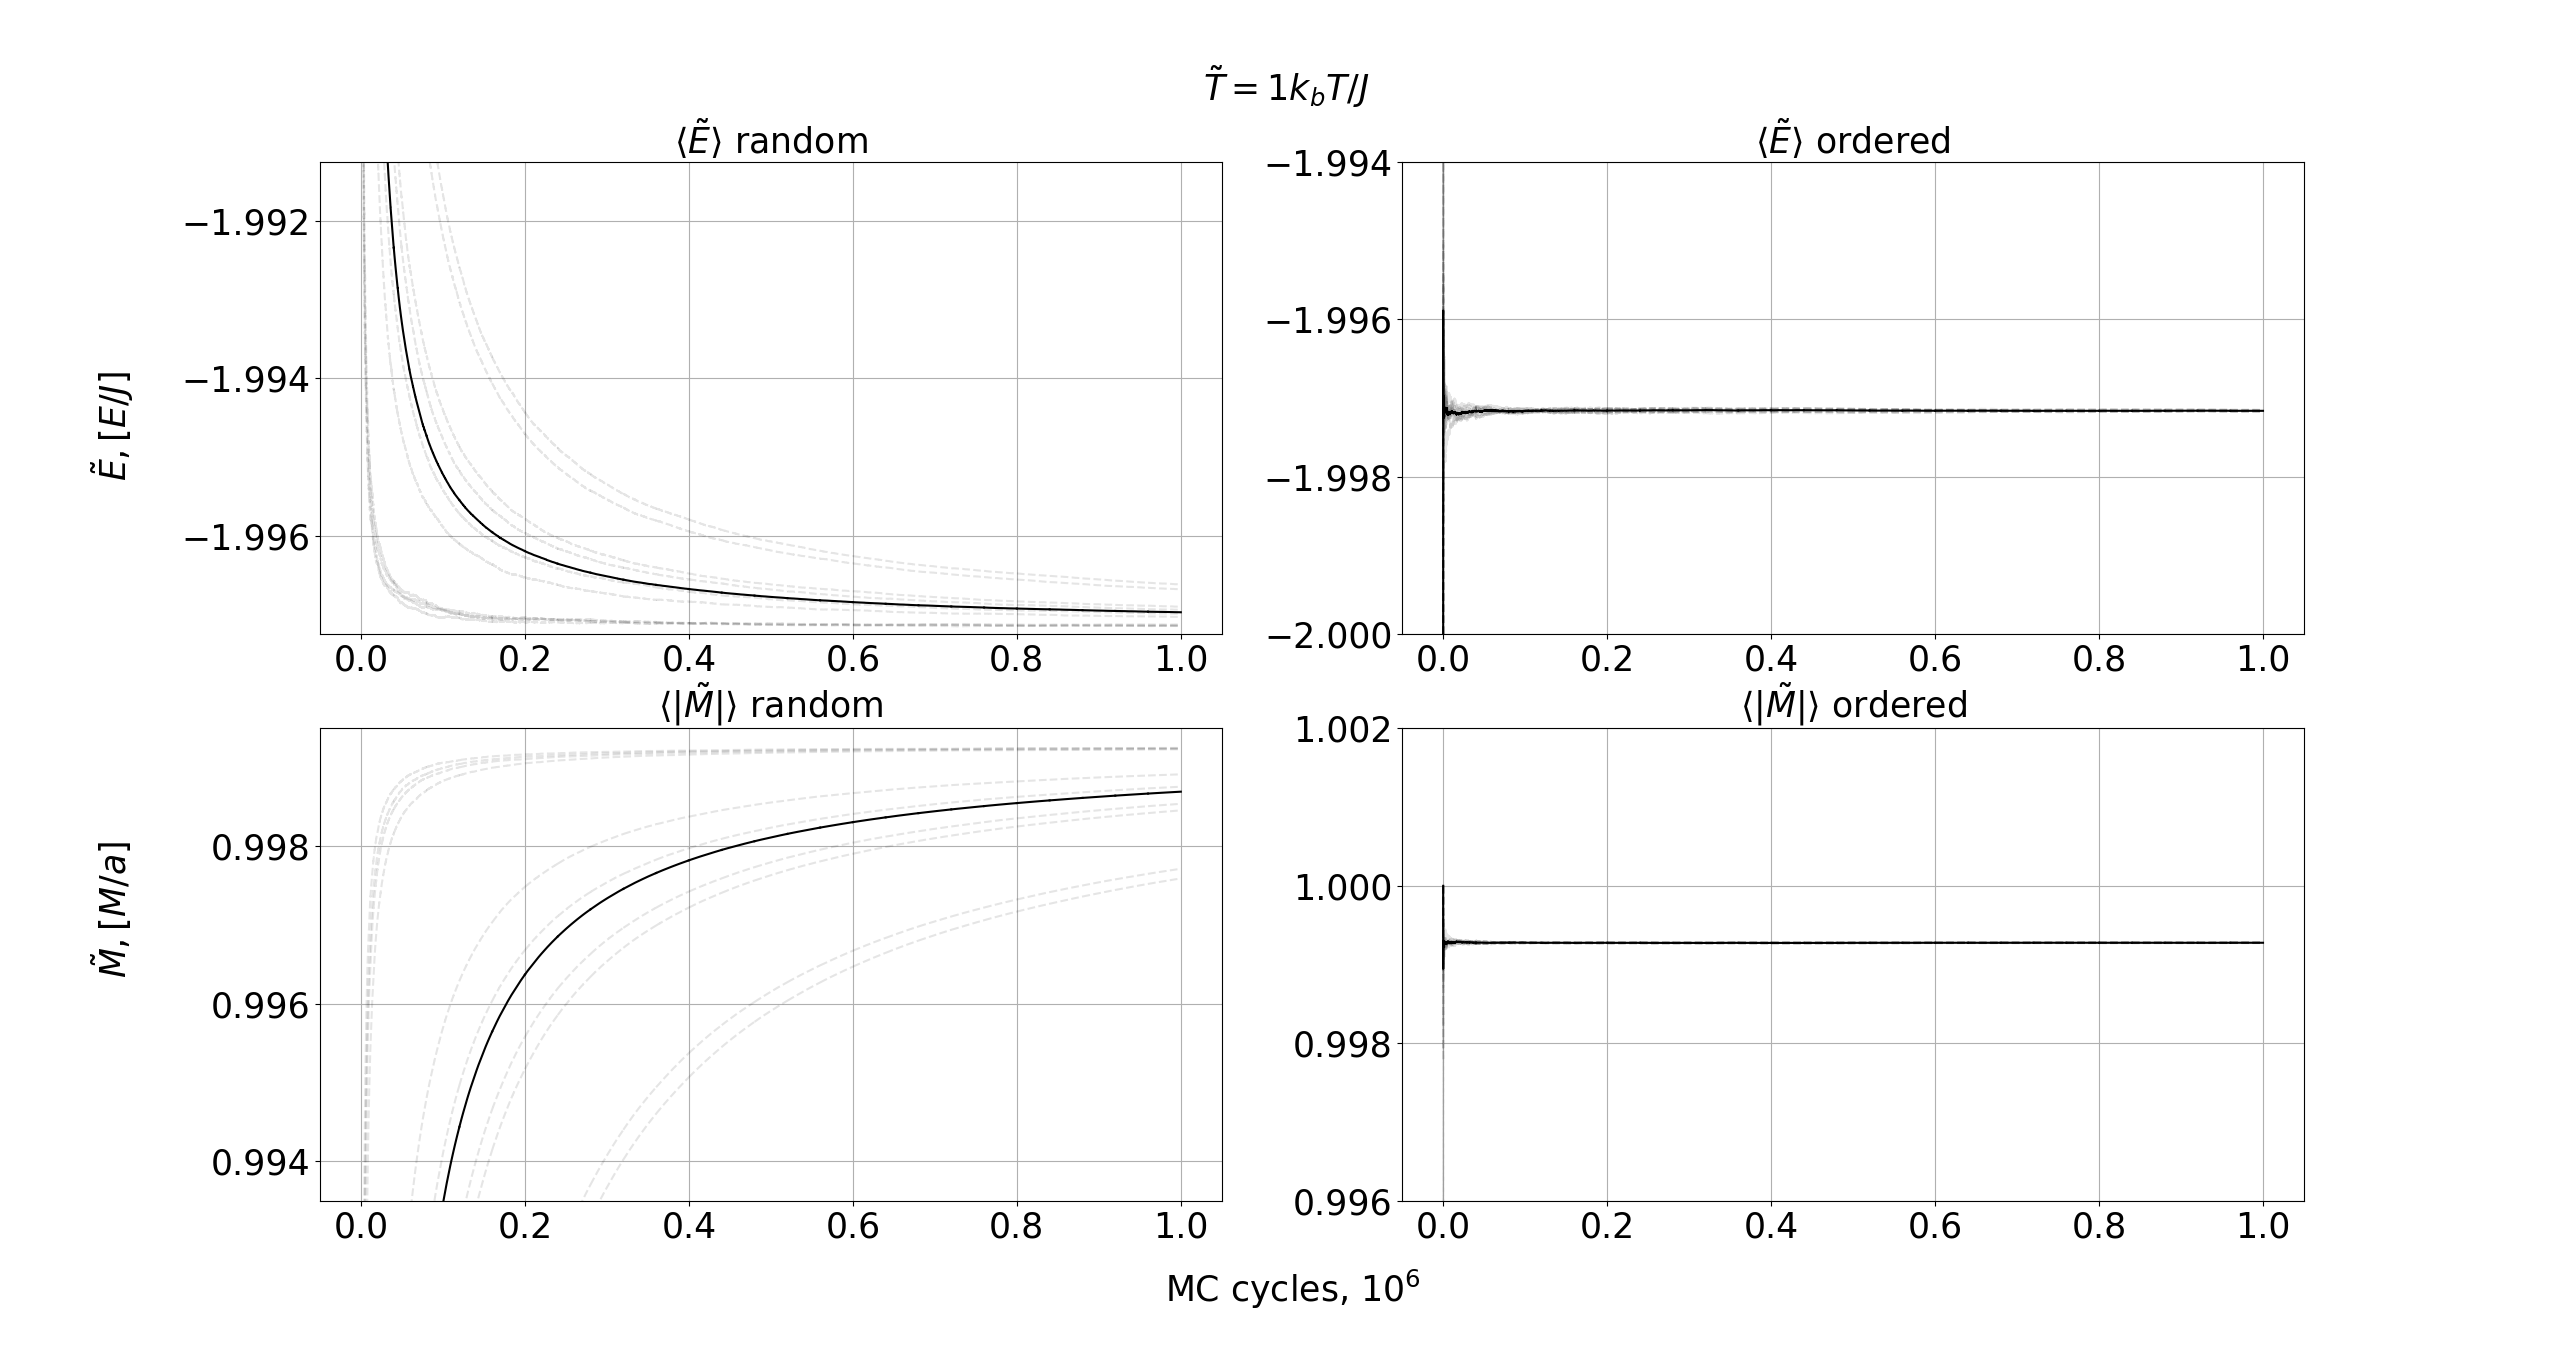 T̃ = 1k_bT/J
⟨Ẽ⟩ random
⟨Ẽ⟩ ordered
Ẽ, [E/J]
−1.992
−1.994
−1.996
0.0 0.2 0.4 0.6 0.8 1.0
−1.994
−1.996
−1.998
−2.000
0.0 0.2 0.4 0.6 0.8 1.0
⟨|M̃|⟩ random
⟨|M̃|⟩ ordered
M̃, [M/a]
0.998
0.996
0.994
0.0 0.2 0.4 0.6 0.8 1.0
1.002
1.000
0.998
0.996
0.0 0.2 0.4 0.6 0.8 1.0
MC cycles, 10⁶